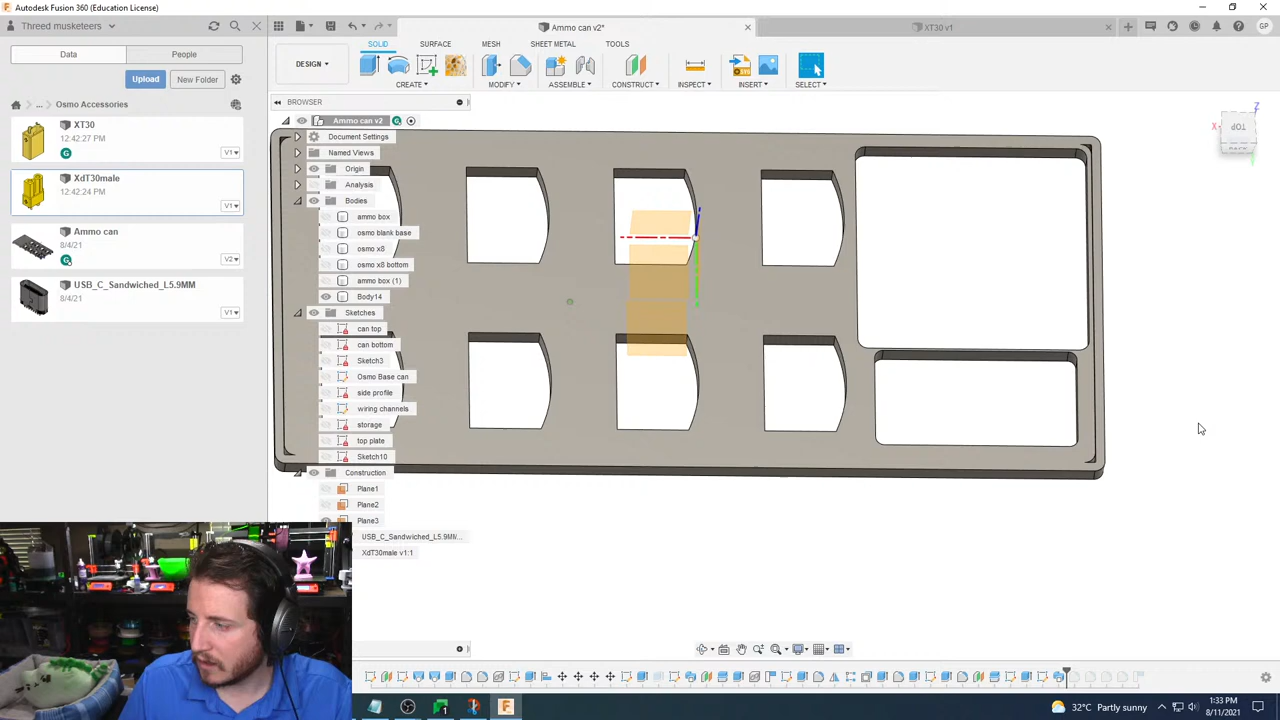 Autodesk Fusion 360 (Education License)
Threed musketeers
Ammo can v2*
XT30 v1
GP
Data
People
Upload
New Folder
... Osmo Accessories
XT30
12:42:27 PM
V1
XdT30male
12:42:24 PM
V1
Ammo can
8/4/21
V2
USB_C_Sandwiched_L5.9MM
8/4/21
V1
SOLID
SURFACE
MESH
SHEET METAL
TOOLS
DESIGN
CREATE
MODIFY
ASSEMBLE
CONSTRUCT
INSPECT
INSERT
SELECT
BROWSER
Ammo can v2
Document Settings
Named Views
Origin
Analysis
Bodies
ammo box
osmo blank base
osmo x8
osmo x8 bottom
ammo box (1)
Body14
Sketches
can top
can bottom
Sketch3
Osmo Base can
side profile
wiring channels
storage
top plate
Sketch10
Construction
Plane1
Plane2
Plane3
USB_C_Sandwiched_L5.9MM...
XdT30male v1:1
Z
X
TOP
BACK
32°C Partly sunny
1:33 PM
8/11/2021